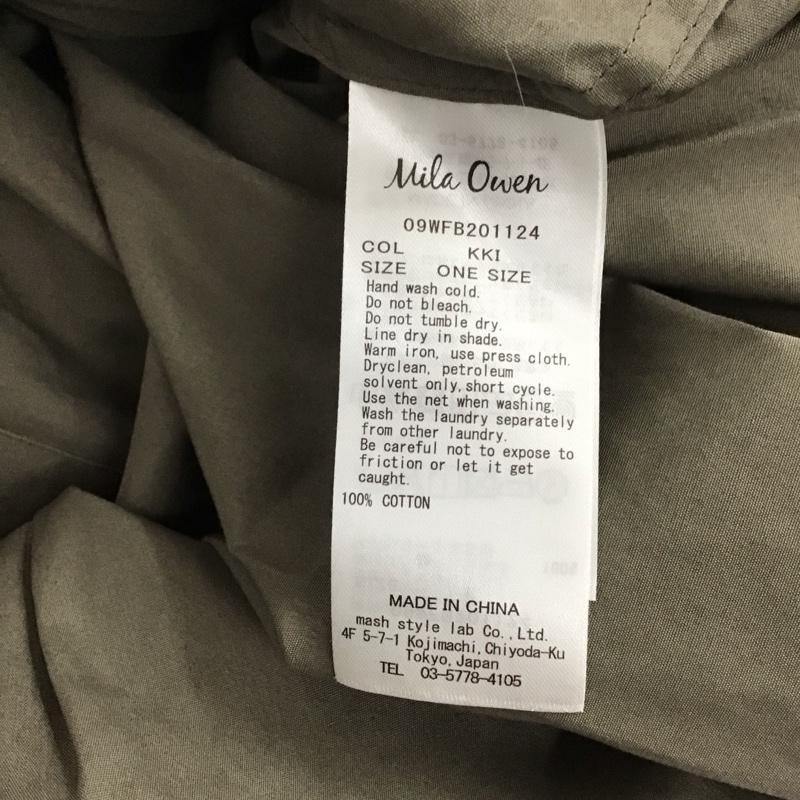 Mila Owen
09WFB201124
COL KKI
SIZE ONE SIZE
Hand wash cold.
Do not bleach.
Do not tumble dry.
Line dry in shade.
Warm iron, use press cloth.
Dryclean, petroleum
solvent only, short cycle.
Use the net when washing.
Wash the laundry separately
from other laundry.
Be careful not to expose to
friction or let it get
caught.
100% COTTON
MADE IN CHINA
mash style lab Co.,Ltd.
4F 5-7-1 Kojimachi,Chiyoda-Ku
Tokyo,Japan
TEL 03-5778-4105